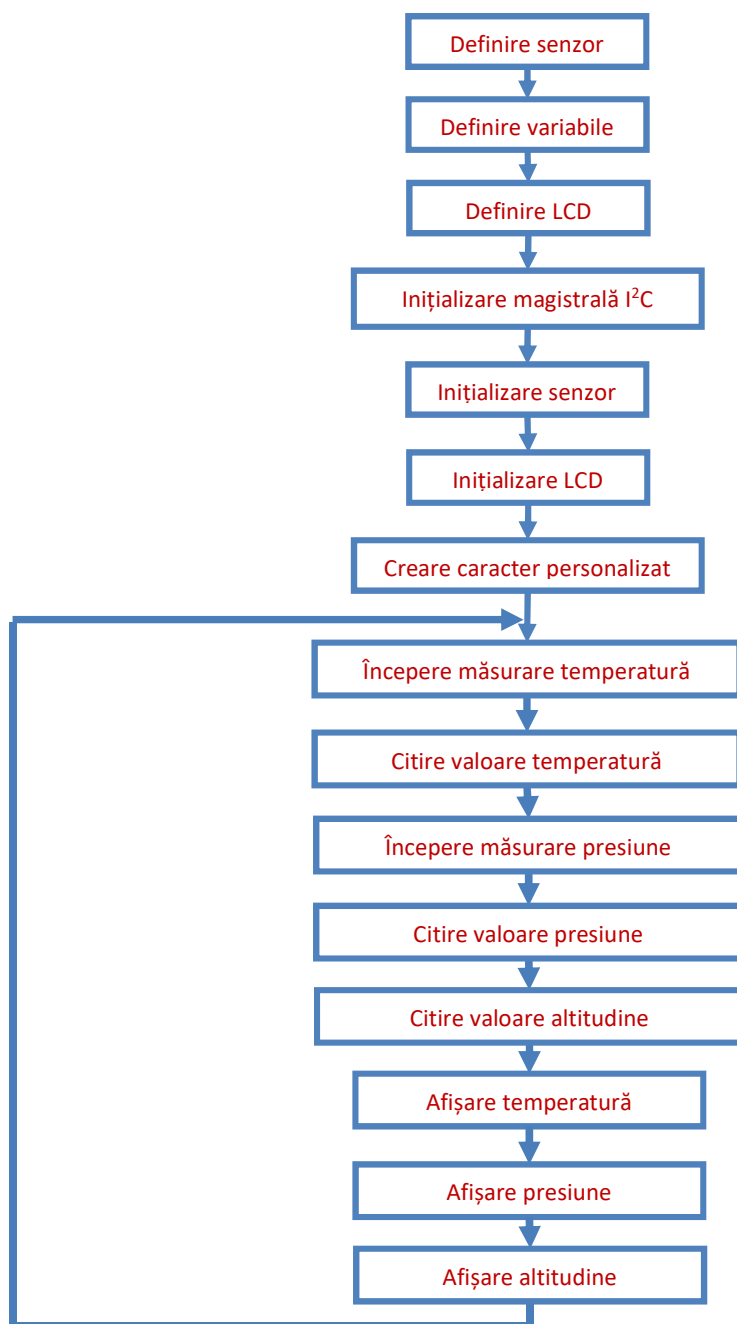 Definire senzor
Definire variabile
Definire LCD
Inițializare magistrală I²C
Inițializare senzor
Inițializare LCD
Creare caracter personalizat
Începere măsurare temperatură
Citire valoare temperatură
Începere măsurare presiune
Citire valoare presiune
Citire valoare altitudine
Afișare temperatură
Afișare presiune
Afișare altitudine